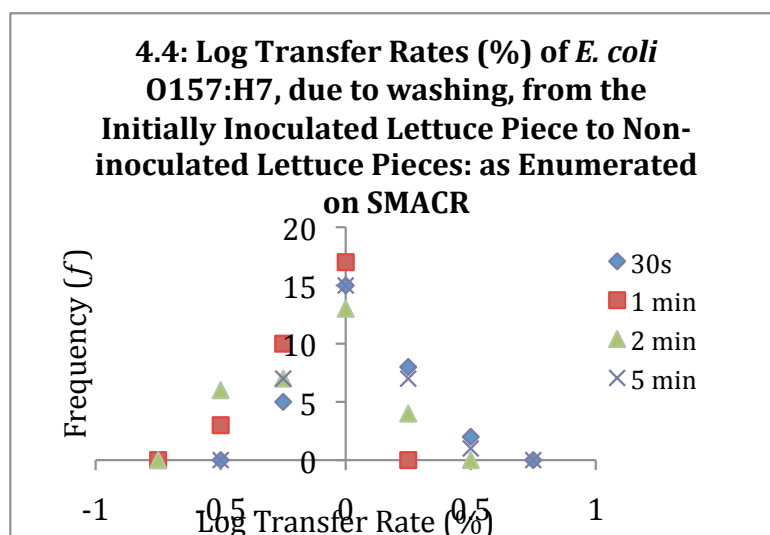 4.4: Log Transfer Rates (%) of E. coli
O157:H7, due to washing, from the
Initially Inoculated Lettuce Piece to Non-
inoculated Lettuce Pieces: as Enumerated
on SMACR
Frequency (f)
20
15
10
5
0
-1
-0.5
0
0.5
1
Log Transfer Rate (%)
30s
1 min
2 min
5 min